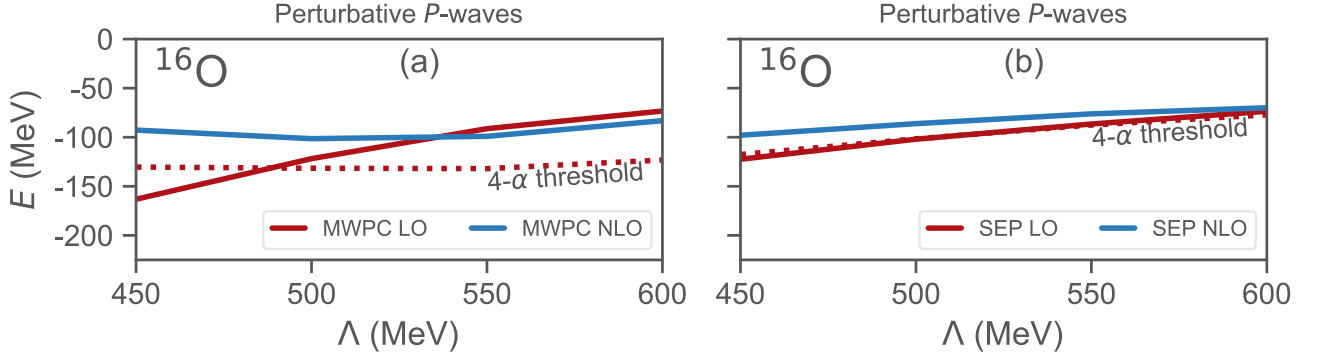 Perturbative P-waves
Perturbative P-waves
0
-50
-100
-150
-200
E (MeV)
¹⁶O
(a)
4-α threshold
MWPC LO
MWPC NLO
450
500
550
600
Λ (MeV)
¹⁶O
(b)
4-α threshold
SEP LO
SEP NLO
450
500
550
600
Λ (MeV)